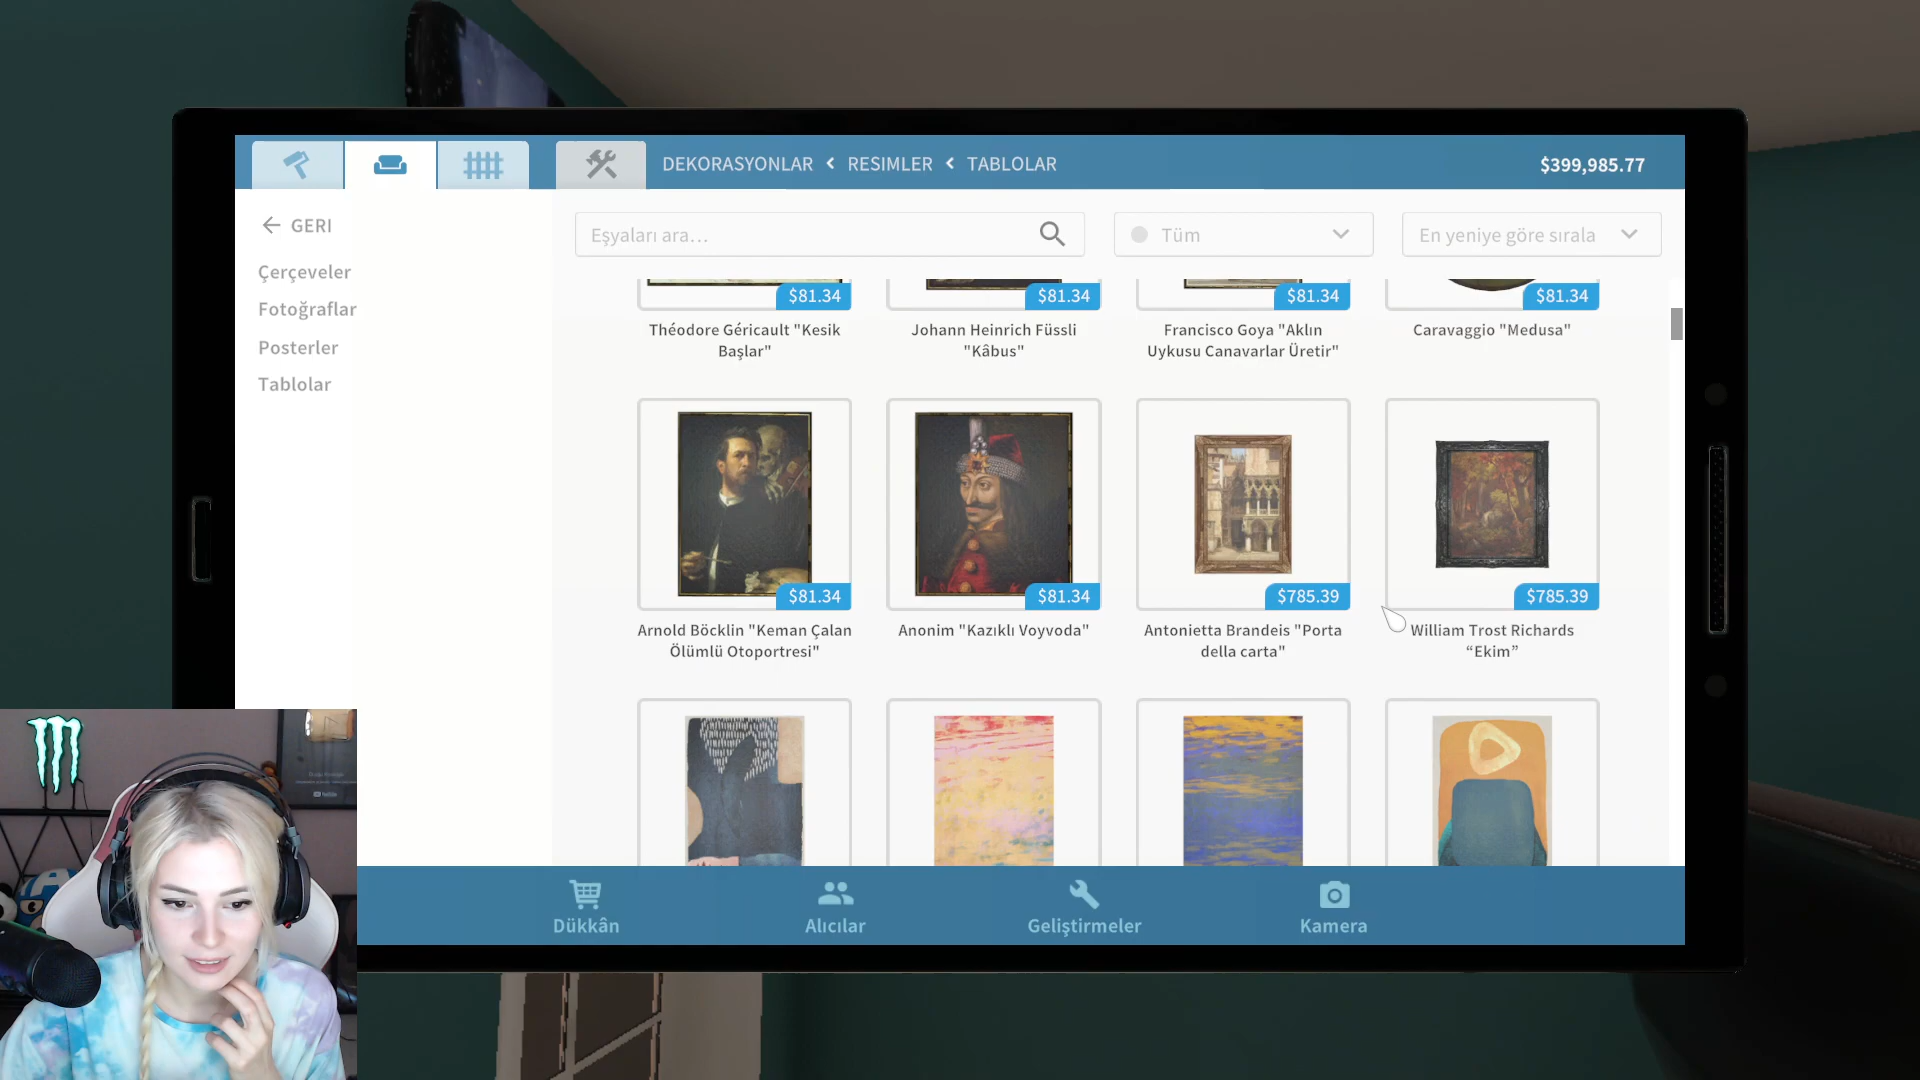 DEKORASYONLAR
RESIMLER
TABLOLAR
$399,985.77
GERI
Çerçeveler
Fotoğraflar
Posterler
Tablolar
Eşyaları ara...
Tüm
En yeniye göre sırala
$81.34
$81.34
$81.34
$81.34
Théodore Géricault "Kesik
Başlar"
Johann Heinrich Füssli
"Kâbus"
Francisco Goya "Aklın
Uykusu Canavarlar Üretir"
Caravaggio "Medusa"
$81.34
$81.34
$785.39
$785.39
Arnold Böcklin "Keman Çalan
Ölümlü Otoportresi"
Anonim "Kazıklı Voyvoda"
Antonietta Brandeis "Porta
della carta"
William Trost Richards
“Ekim”
Dükkân
Alıcılar
Geliştirmeler
Kamera